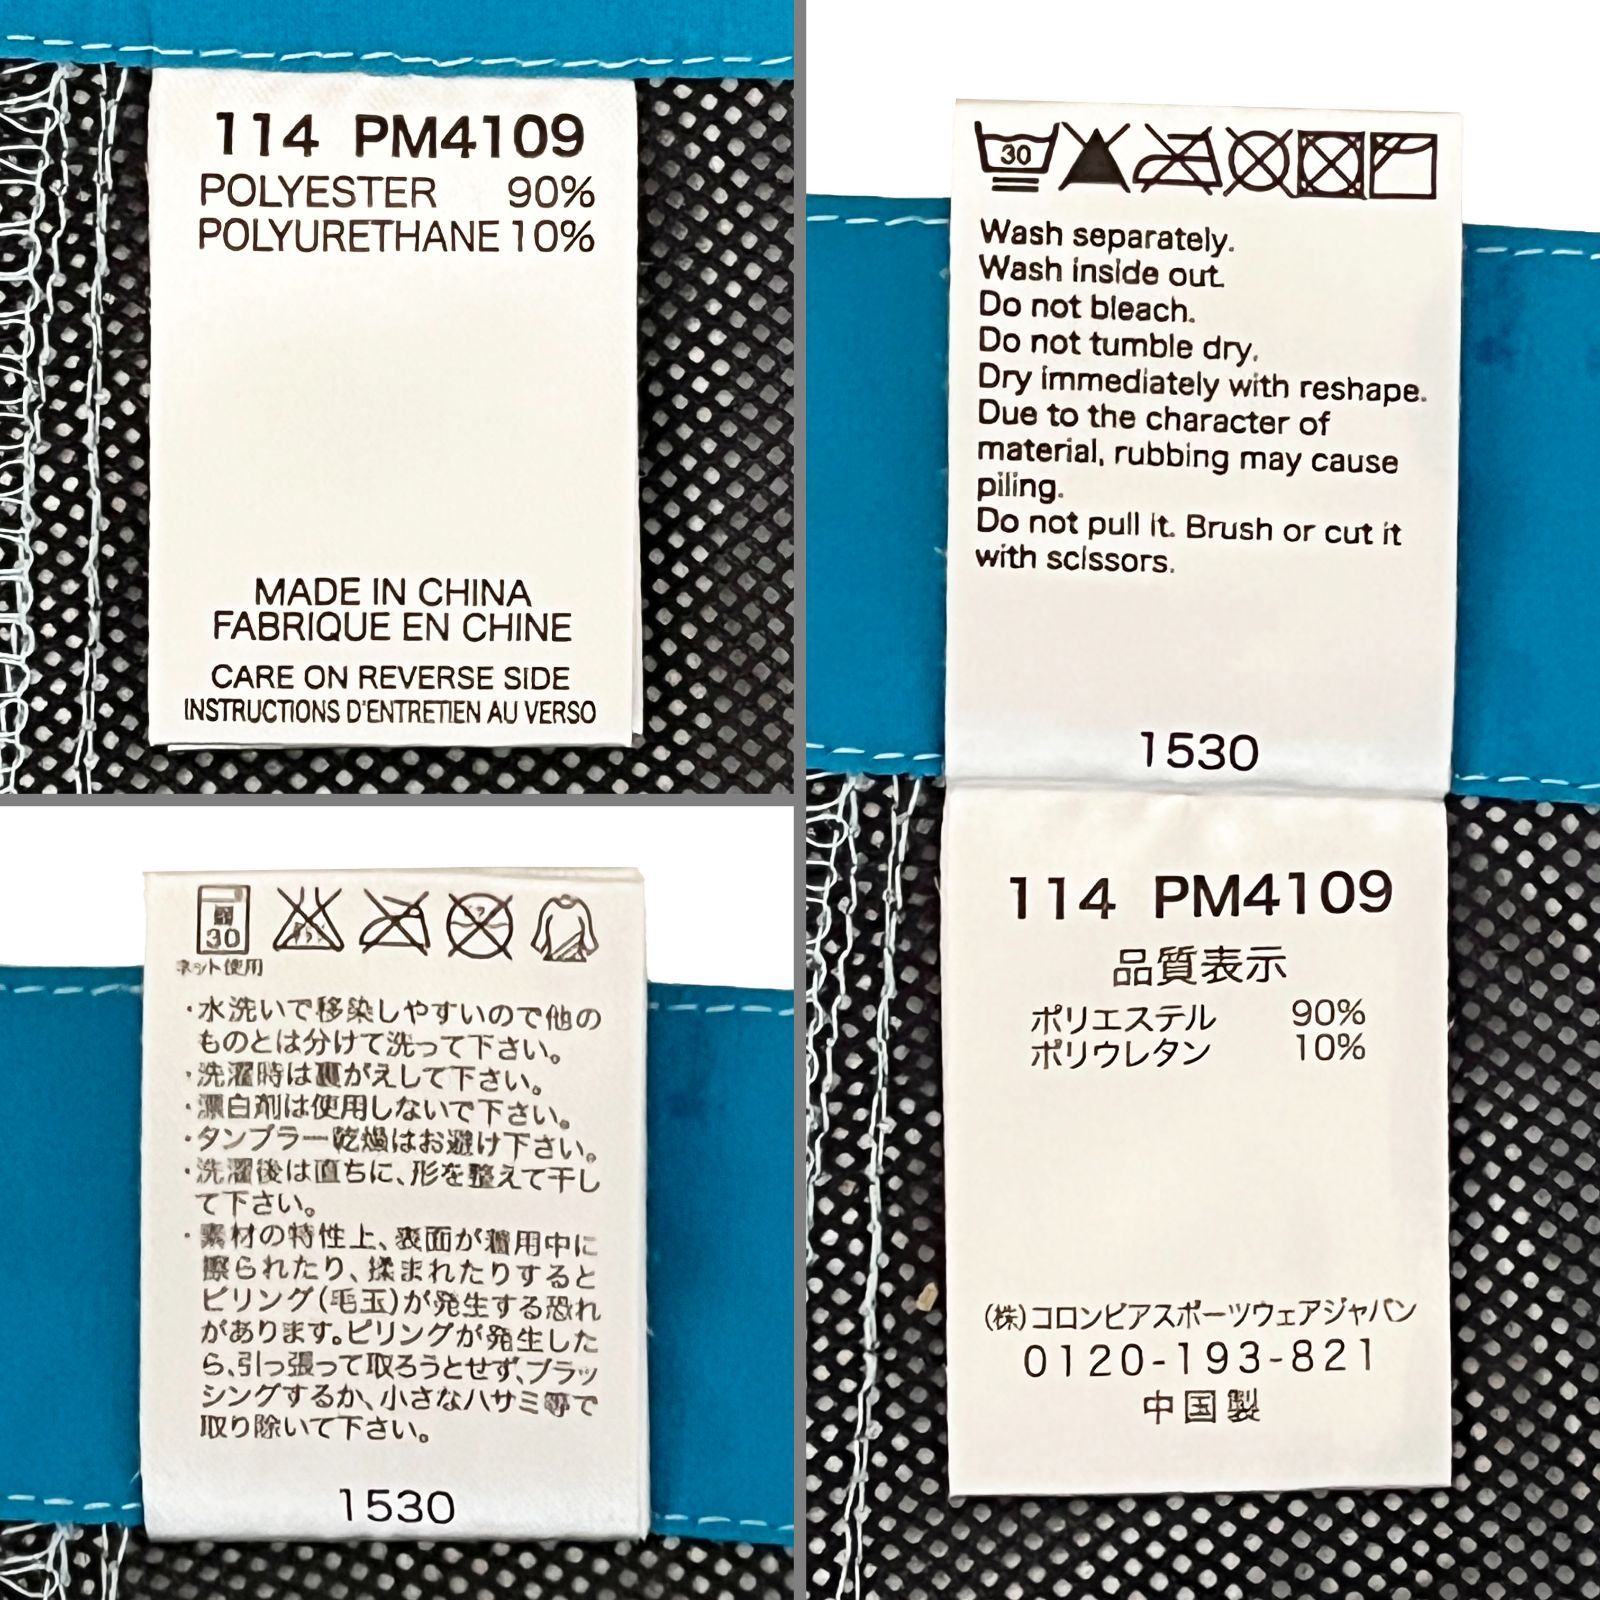 114 PM4109
POLYESTER 90%
POLYURETHANE 10%
MADE IN CHINA
FABRIQUE EN CHINE
CARE ON REVERSE SIDE
INSTRUCTIONS D'ENTRETIEN AU VERSO
30
Wash separately.
Wash inside out.
Do not bleach.
Do not tumble dry.
Dry immediately with reshape.
Due to the character of
material, rubbing may cause
piling.
Do not pull it. Brush or cut it
with scissors.
1530
114 PM4109
品質表示
ポリエステル 90%
ポリウレタン 10%
(株)コロンビアスポーツウェアジャパン
0120-193-821
中国製
30
ネット使用
・水洗いで移染しやすいので他の
ものとは分けて洗って下さい。
・洗濯時は裏がえして下さい。
・漂白剤は使用しないで下さい。
・タンブラー乾燥はお避け下さい。
・洗濯後は直ちに、形を整えて干し
て下さい。
・素材の特性上、表面が着用中に
擦られたり、揉まれたりすると
ピリング(毛玉)が発生する恐れ
があります。ピリングが発生した
ら、引っ張って取ろうとせず、ブラッ
シングするか、小さなハサミ等で
取り除いて下さい。
1530